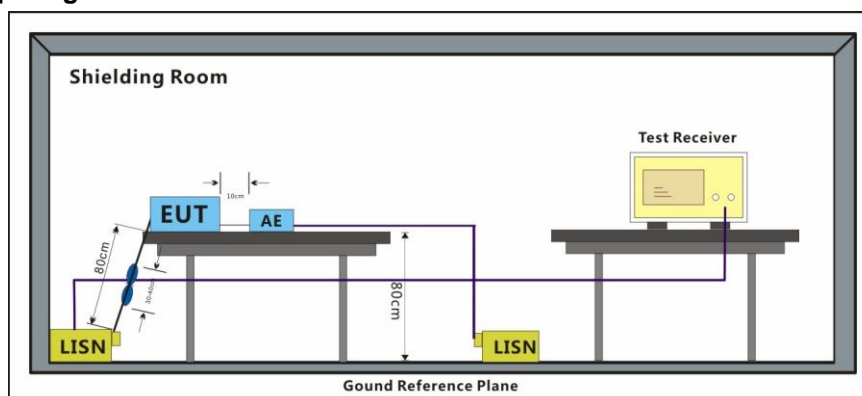 Shielding Room
Test Receiver
10cm
EUT
AE
80cm
30-40cm
80cm
LISN
LISN
Gound Reference Plane